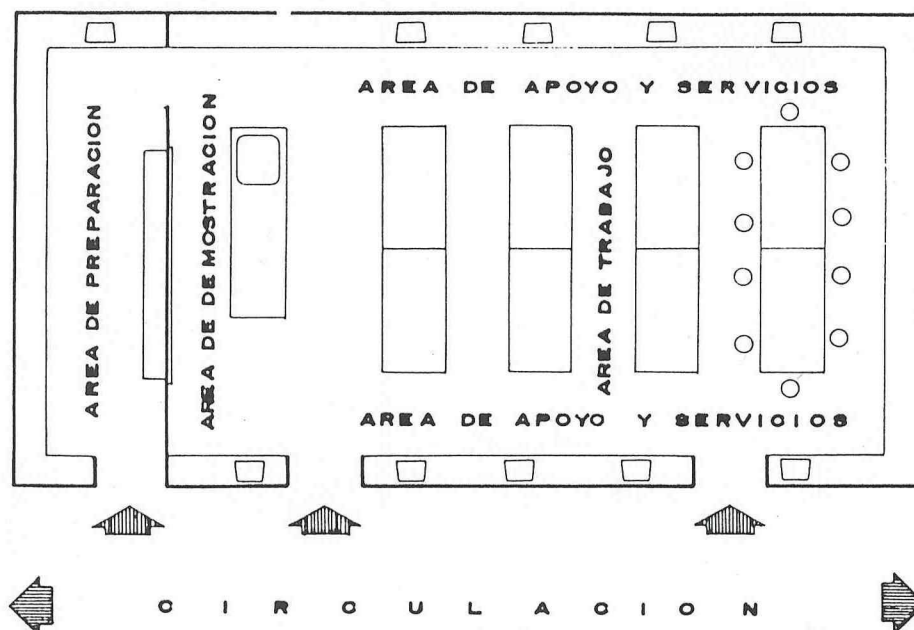 AREA DE APOYO Y SERVICIOS
AREA DE PREPARACION
AREA DE DEMOSTRACION
AREA DE TRABAJO
AREA DE APOYO Y SERVICIOS
CIRCULACION